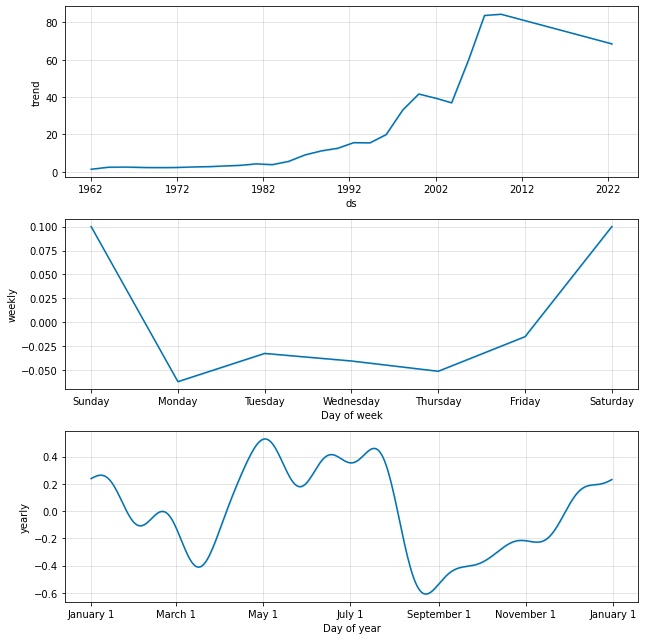 80
60
40
20
0
trend
1962 1972 1982 1992 2002 2012 2022
ds
0.100
0.075
0.050
0.025
0.000
−0.025
−0.050
weekly
Sunday Monday Tuesday Wednesday Thursday Friday Saturday
Day of week
0.4
0.2
0.0
−0.2
−0.4
−0.6
yearly
January 1 March 1 May 1 July 1 September 1 November 1 January 1
Day of year